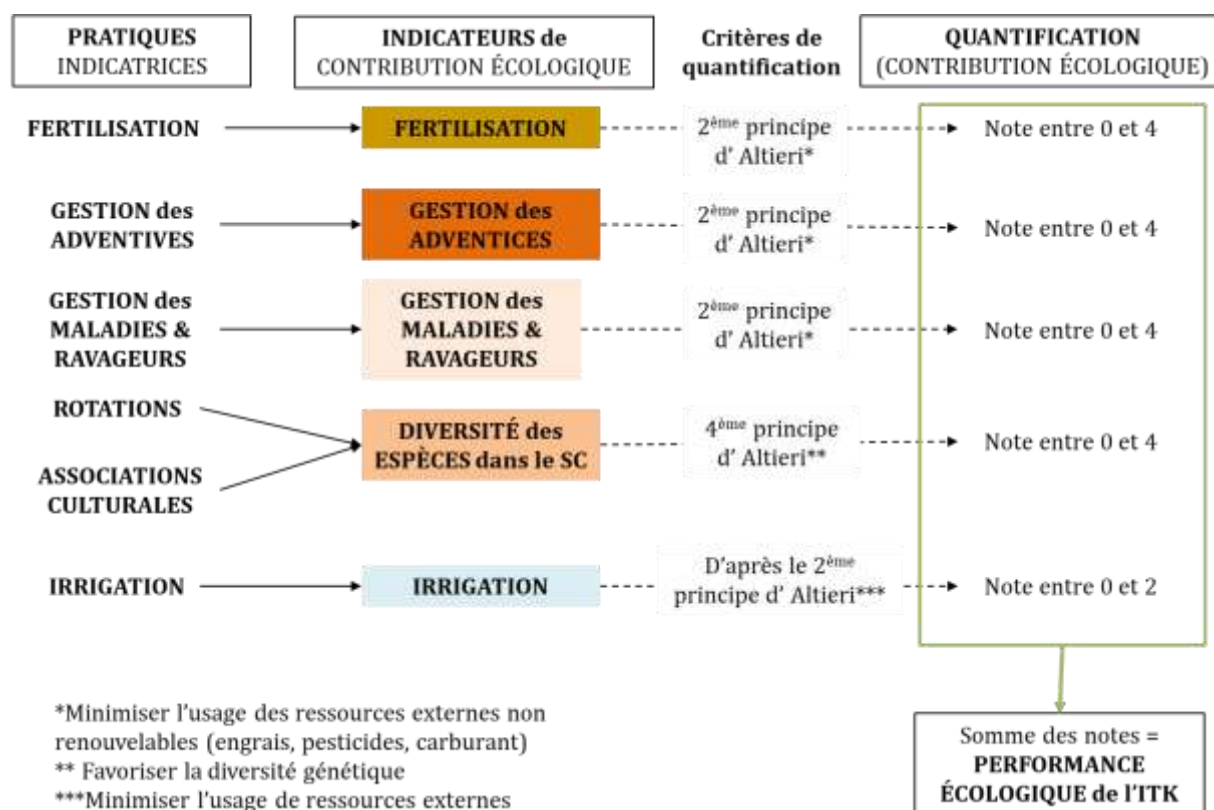 PRATIQUES
INDICATRICES
INDICATEURS de
CONTRIBUTION ÉCOLOGIQUE
Critères de
quantification
QUANTIFICATION
(CONTRIBUTION ÉCOLOGIQUE)
FERTILISATION
FERTILISATION
2ème principe
d' Altieri*
Note entre 0 et 4
GESTION des
ADVENTIVES
GESTION des
ADVENTICES
2ème principe
d' Altieri*
Note entre 0 et 4
GESTION des
MALADIES &
RAVAGEURS
GESTION des
MALADIES &
RAVAGEURS
2ème principe
d' Altieri*
Note entre 0 et 4
ROTATIONS
ASSOCIATIONS
CULTURALES
DIVERSITÉ des
ESPÈCES dans le SC
4ème principe
d' Altieri**
Note entre 0 et 4
IRRIGATION
IRRIGATION
D'après le 2ème
principe d' Altieri***
Note entre 0 et 2
*Minimiser l'usage des ressources externes non
renouvelables (engrais, pesticides, carburant)
** Favoriser la diversité génétique
***Minimiser l'usage de ressources externes
Somme des notes =
PERFORMANCE
ÉCOLOGIQUE de l'ITK